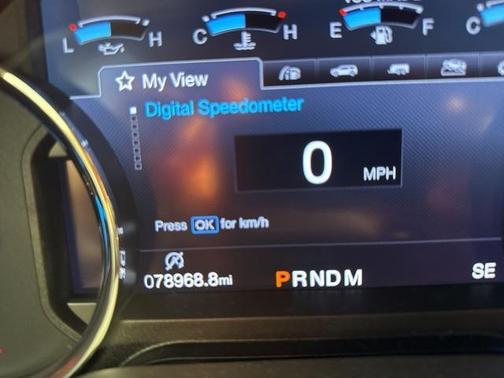 L H C H E F C
My View
Digital Speedometer
0 MPH
Press OK for km/h
078968.8mi PRNDM SE